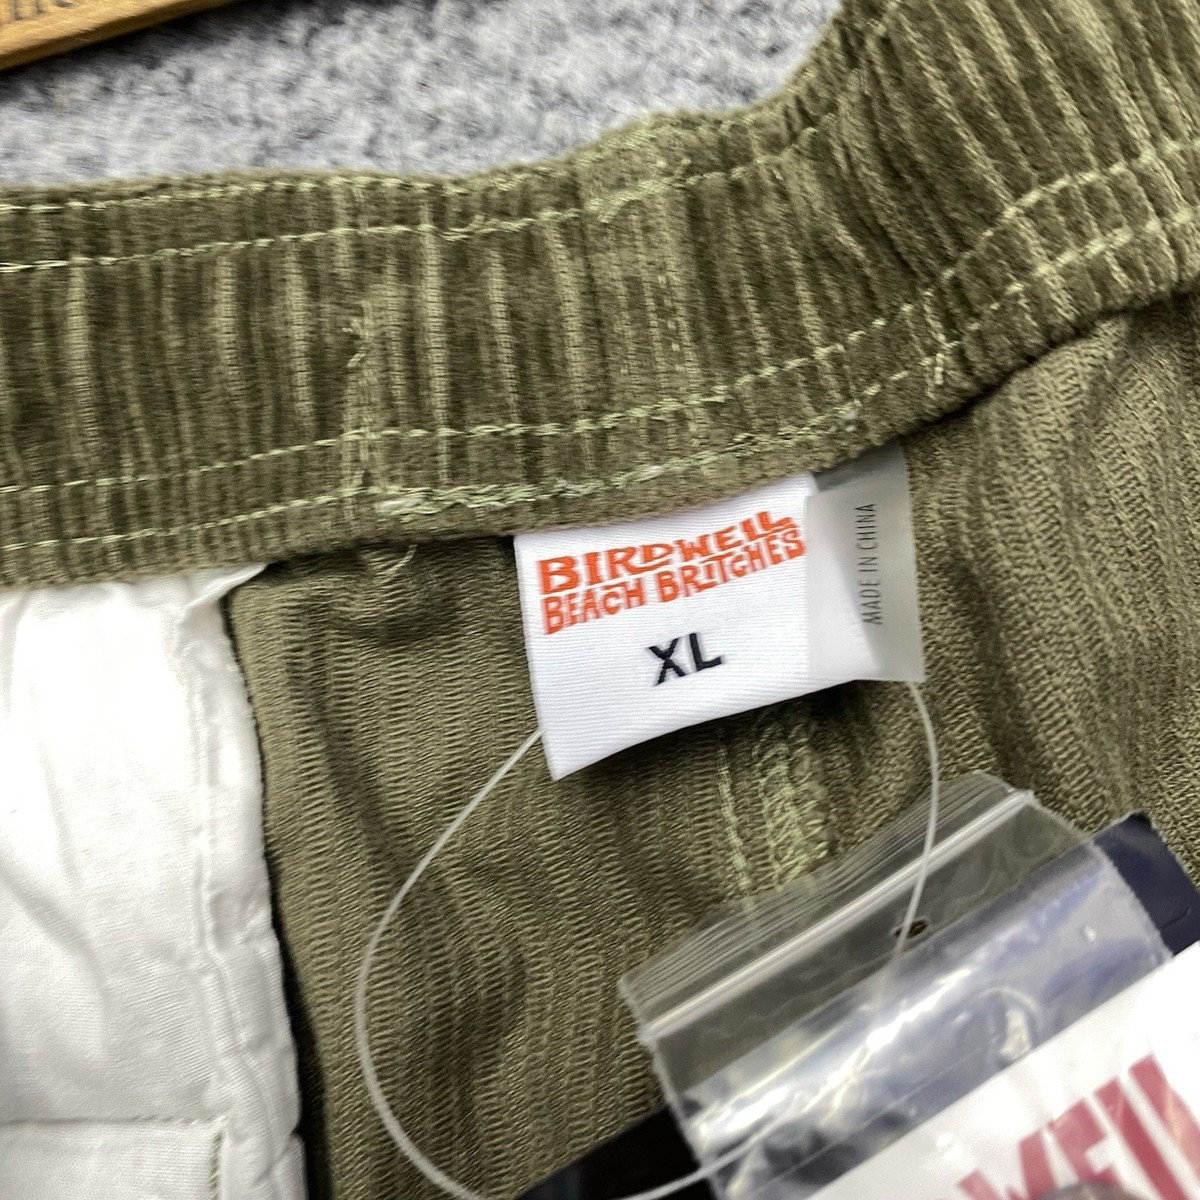 BIRDWELL
BEACH BRITCHES
XL
MADE IN CHINA